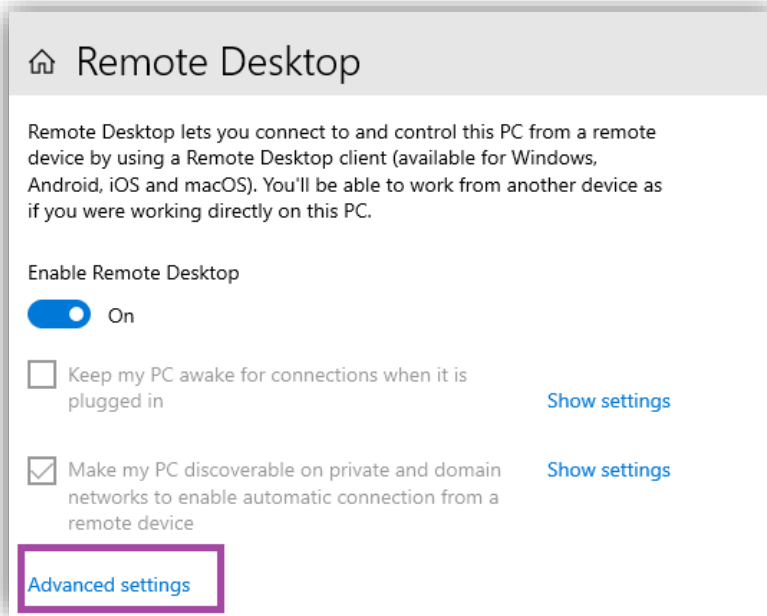 Remote Desktop
Remote Desktop lets you connect to and control this PC from a remote
device by using a Remote Desktop client (available for Windows,
Android, iOS and macOS). You'll be able to work from another device as
if you were working directly on this PC.
Enable Remote Desktop
On
Keep my PC awake for connections when it is
plugged in
Show settings
Make my PC discoverable on private and domain
networks to enable automatic connection from a
remote device
Show settings
Advanced settings